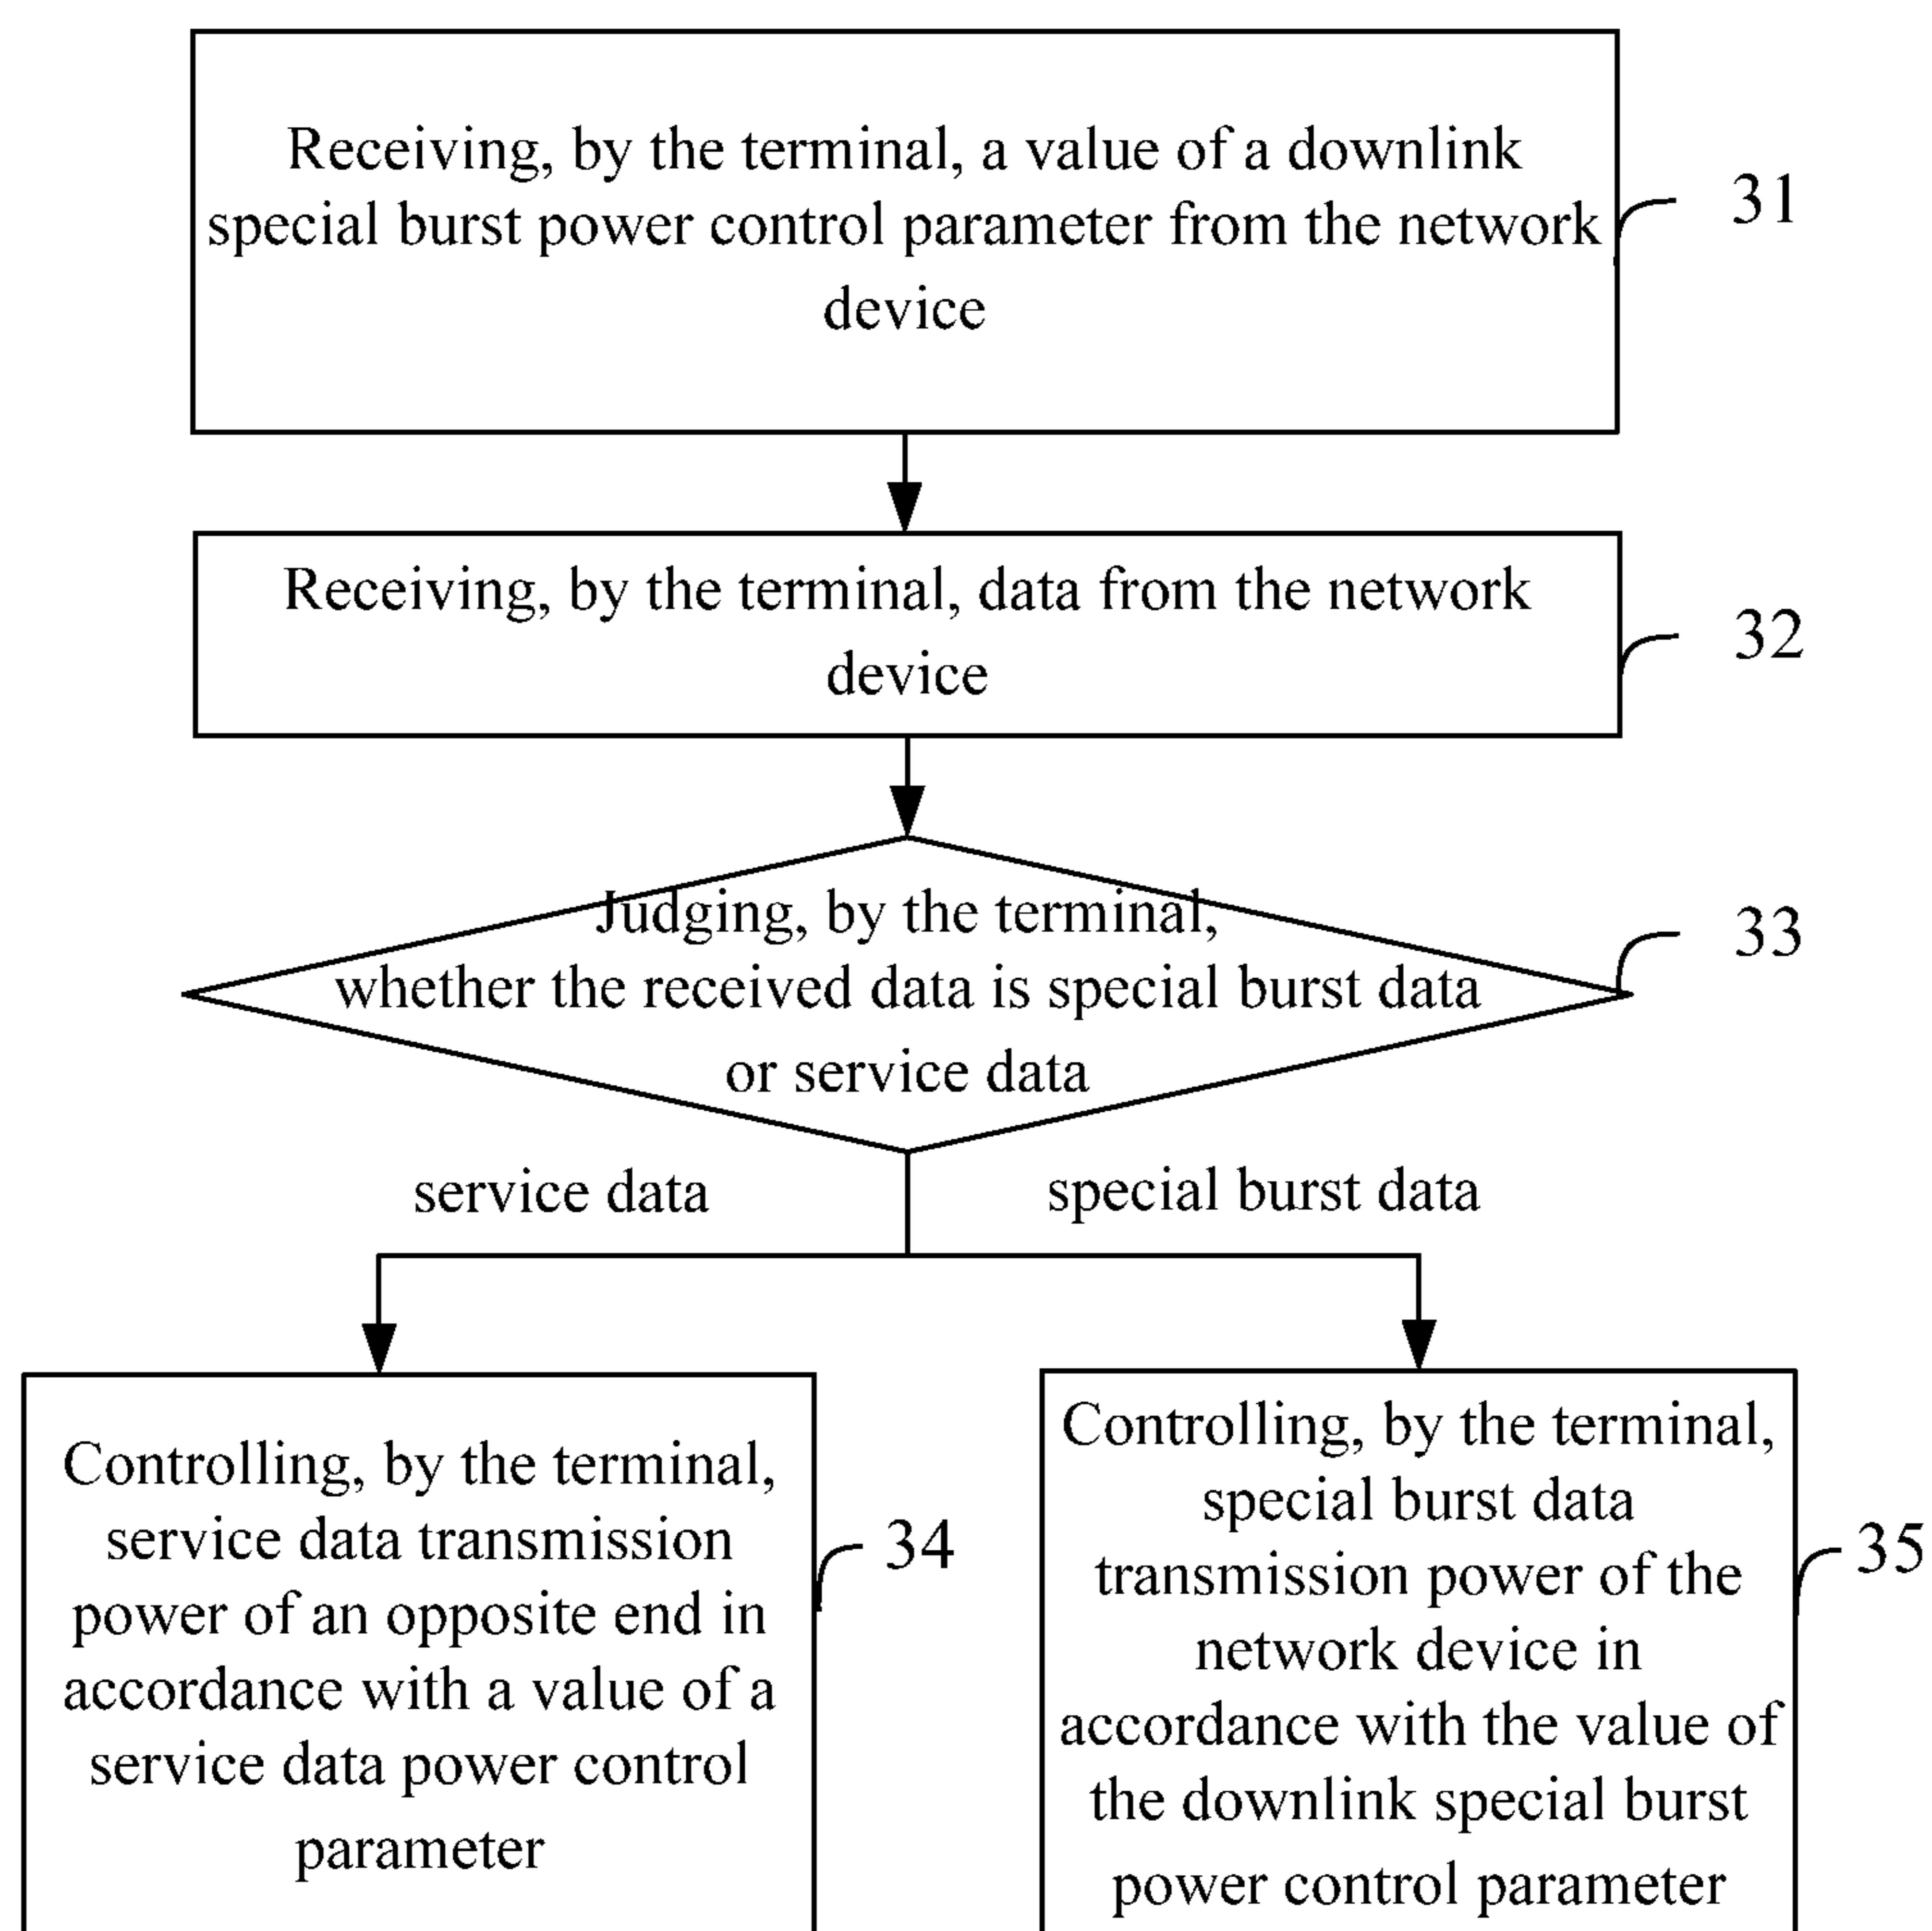 Receiving, by the terminal, a value of a downlink
special burst power control parameter from the network
device
31
Receiving, by the terminal, data from the network
device
32
Judging, by the terminal,
whether the received data is special burst data
or service data
33
service data
special burst data
Controlling, by the terminal,
service data transmission
power of an opposite end in
accordance with a value of a
service data power control
parameter
34
Controlling, by the terminal,
special burst data
transmission power of the
network device in
accordance with the value of
the downlink special burst
power control parameter
35